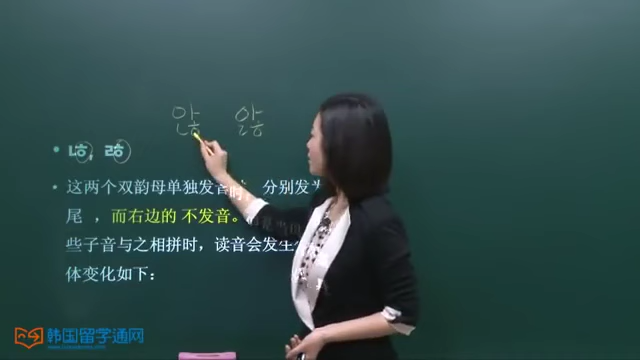 않 앓
• ㄶ, ㅀ
• 这两个双韵母单独发音时 分别发为
尾 ，而右边的 不发音。
些子音与之相拼时，读音会发生
体变化如下：
韩国留学通网